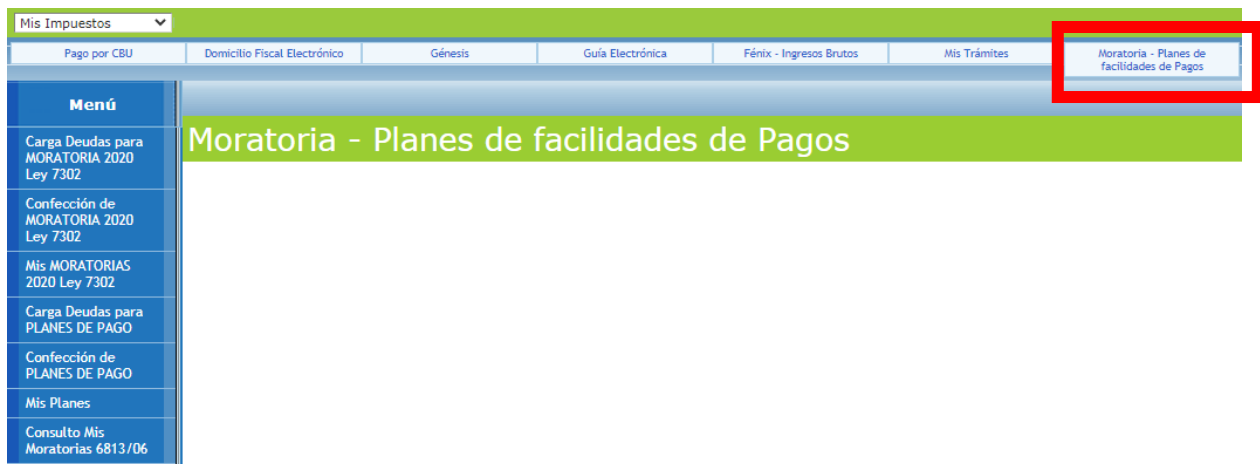 Mis Impuestos
Pago por CBU
Domicilio Fiscal Electrónico
Génesis
Guía Electrónica
Fénix - Ingresos Brutos
Mis Trámites
Moratoria - Planes de
facilidades de Pagos
Menú
Moratoria - Planes de facilidades de Pagos
Carga Deudas para
MORATORIA 2020
Ley 7302
Confección de
MORATORIA 2020
Ley 7302
Mis MORATORIAS
2020 Ley 7302
Carga Deudas para
PLANES DE PAGO
Confección de
PLANES DE PAGO
Mis Planes
Consulto Mis
Moratorias 6813/06